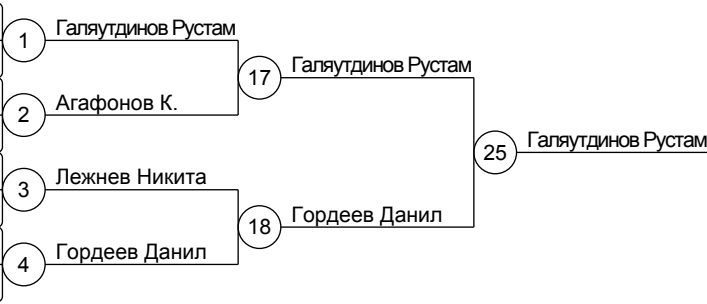 1
Галяутдинов Рустам
17
Галяутдинов Рустам
2
Агафонов К.
25
Галяутдинов Рустам
3
Лежнев Никита
18
Гордеев Данил
4
Гордеев Данил